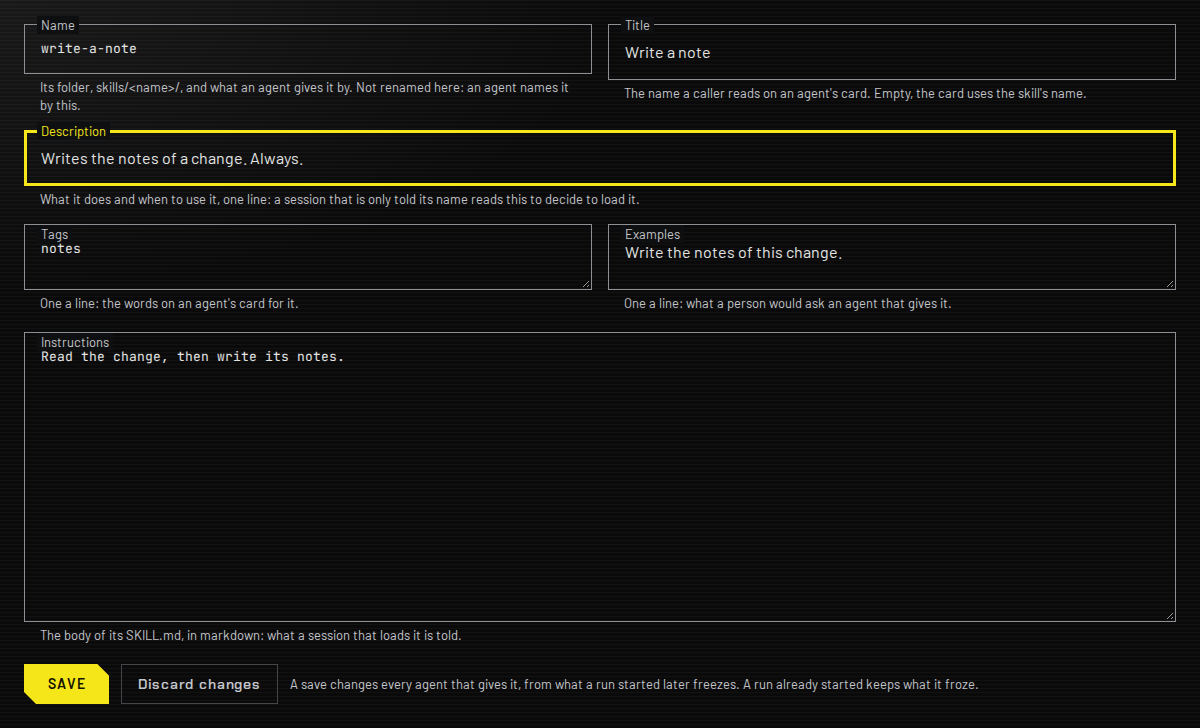 Name
write-a-note
Its folder, skills/<name>/, and what an agent gives it by. Not renamed here: an agent names it
by this.
Title
Write a note
The name a caller reads on an agent's card. Empty, the card uses the skill's name.
Description
Writes the notes of a change. Always.
What it does and when to use it, one line: a session that is only told its name reads this to decide to load it.
Tags
notes
One a line: the words on an agent's card for it.
Examples
Write the notes of this change.
One a line: what a person would ask an agent that gives it.
Instructions
Read the change, then write its notes.
The body of its SKILL.md, in markdown: what a session that loads it is told.
SAVE
Discard changes
A save changes every agent that gives it, from what a run started later freezes. A run already started keeps what it froze.